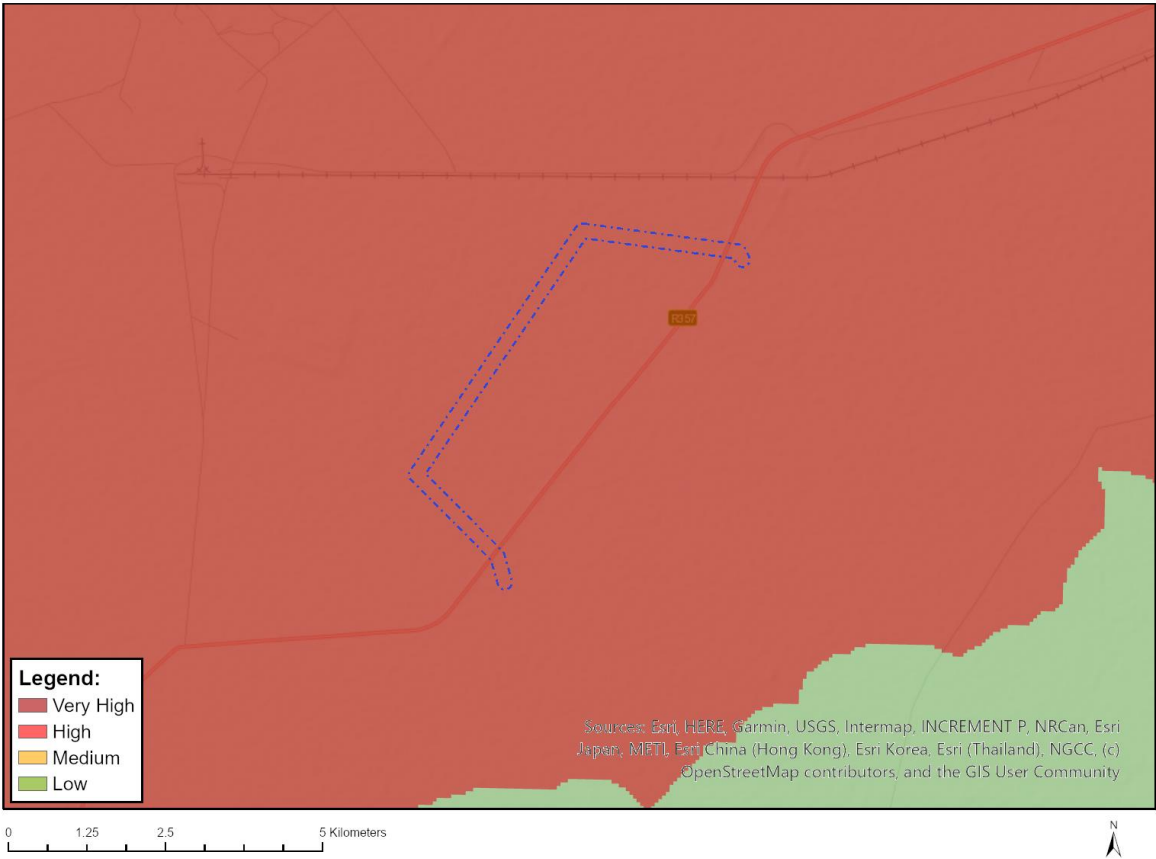 R357
Legend:
Very High
High
Medium
Low
Sources: Esri, HERE, Garmin, USGS, Intermap, INCREMENT P, NRCan, Esri
Japan, METI, Esri China (Hong Kong), Esri Korea, Esri (Thailand), NGCC, (c)
OpenStreetMap contributors, and the GIS User Community
0 1.25 2.5 5 Kilometers
N